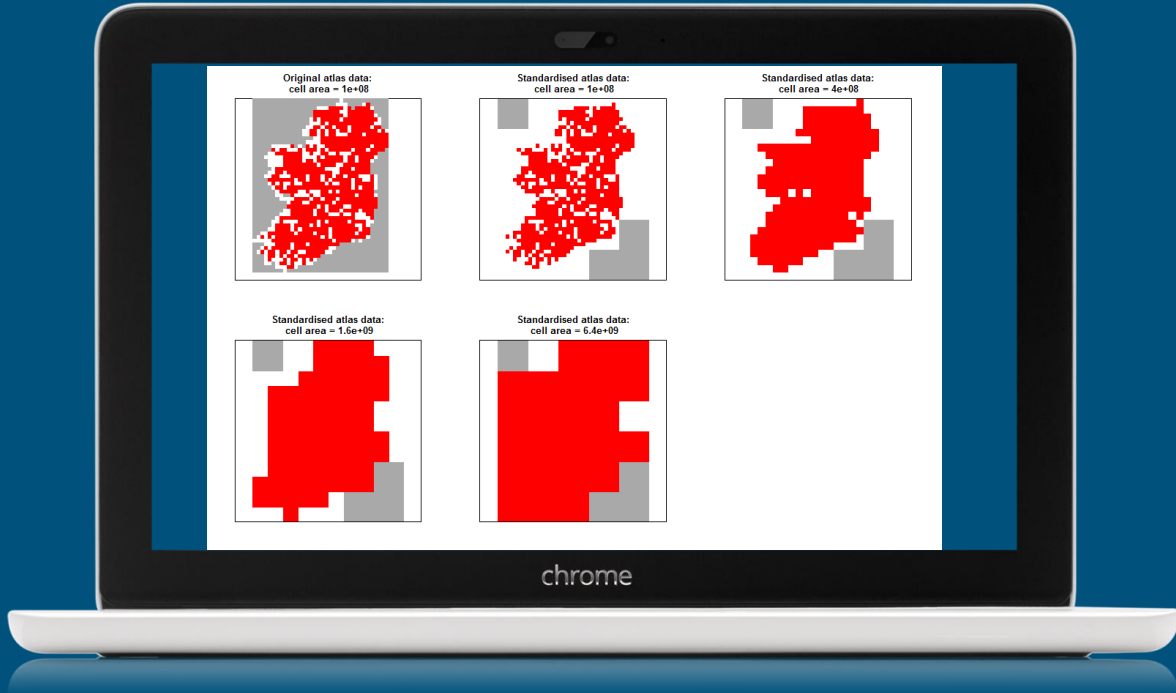 Original atlas data:
cell area = 1e+08
Standardised atlas data:
cell area = 1e+08
Standardised atlas data:
cell area = 4e+08
Standardised atlas data:
cell area = 1.6e+09
Standardised atlas data:
cell area = 6.4e+09
chrome